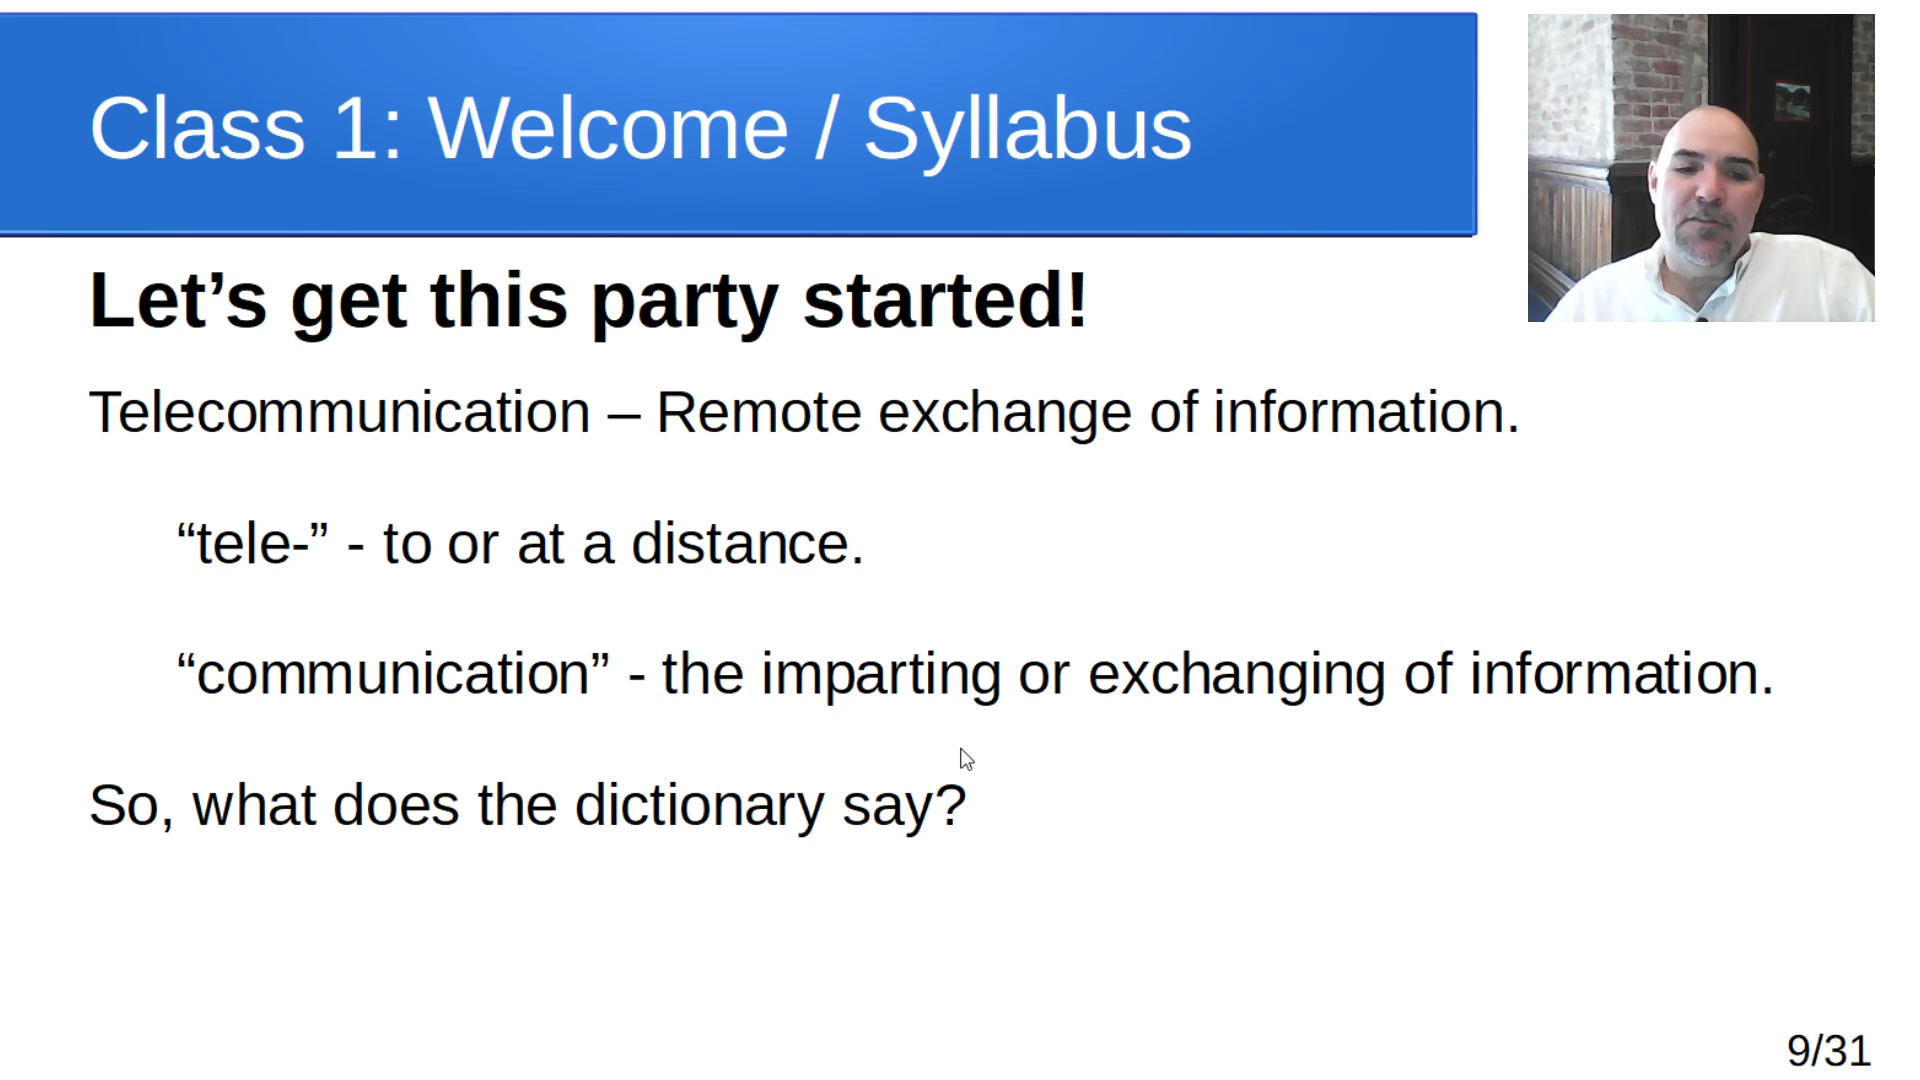 Class 1: Welcome / Syllabus
Let’s get this party started!
Telecommunication – Remote exchange of information.
“tele-” - to or at a distance.
“communication” - the imparting or exchanging of information.
So, what does the dictionary say?
9/31